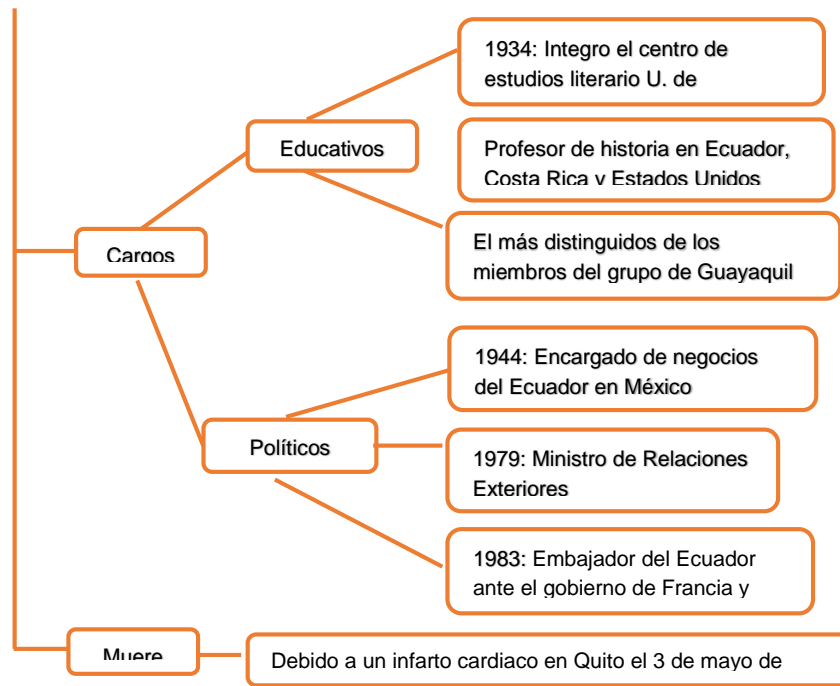 1934: Integro el centro de
estudios literario U. de
Educativos
Profesor de historia en Ecuador,
Costa Rica y Estados Unidos
Cargos
El más distinguidos de los
miembros del grupo de Guayaquil
1944: Encargado de negocios
del Ecuador en México
Políticos
1979: Ministro de Relaciones
Exteriores
1983: Embajador del Ecuador
ante el gobierno de Francia y
Muere
Debido a un infarto cardiaco en Quito el 3 de mayo de